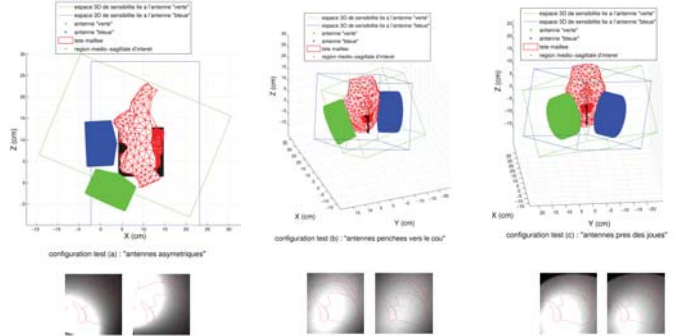 espace 3D de sensibilite lie a l'antenne "verte"
espace 3D de sensibilite lie a l'antenne "bleue"
antenne "verte"
antenne "bleue"
tete maillee
region medio-sagittale d'interet
Z (cm)
X (cm)
configuration test (a) : "antennes asymetriques"
espace 3D de sensibilite lie a l'antenne "verte"
espace 3D de sensibilite lie a l'antenne "bleue"
antenne "verte"
antenne "bleue"
tete maillee
region medio-sagittale d'interet
Z (cm)
X (cm)
Y (cm)
configuration test (b) : "antennes penchees vers le cou"
espace 3D de sensibilite lie a l'antenne "verte"
espace 3D de sensibilite lie a l'antenne "bleue"
antenne "verte"
antenne "bleue"
tete maillee
region medio-sagittale d'interet
Z (cm)
X (cm)
Y (cm)
configuration test (c) : "antennes pres des joues"